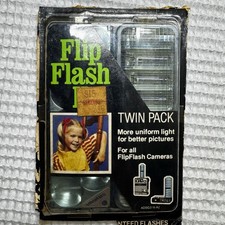 Flip
Flash
TWIN PACK
More uniform light
for better pictures
For all
FlipFlash Cameras